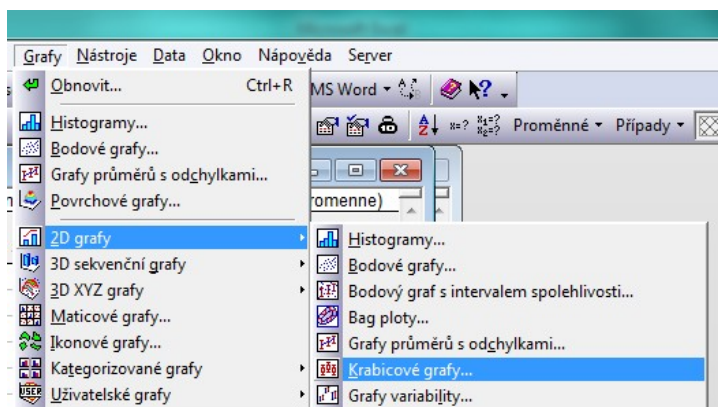 Grafy Nástroje Data Okno Nápověda Server
Obnovit... Ctrl+R
MS Word
Histogramy...
Proměnné Případy
Bodové grafy...
Grafy průměrů s odchylkami...
Povrchové grafy...
romenne)
2D grafy
Histogramy...
3D sekvenční grafy
Bodové grafy...
3D XYZ grafy
Bodový graf s intervalem spolehlivosti...
Maticové grafy...
Bag ploty...
Ikonové grafy...
Grafy průměrů s odchylkami...
Kategorizované grafy
Krabicové grafy...
Uživatelské grafy
Grafy variability...